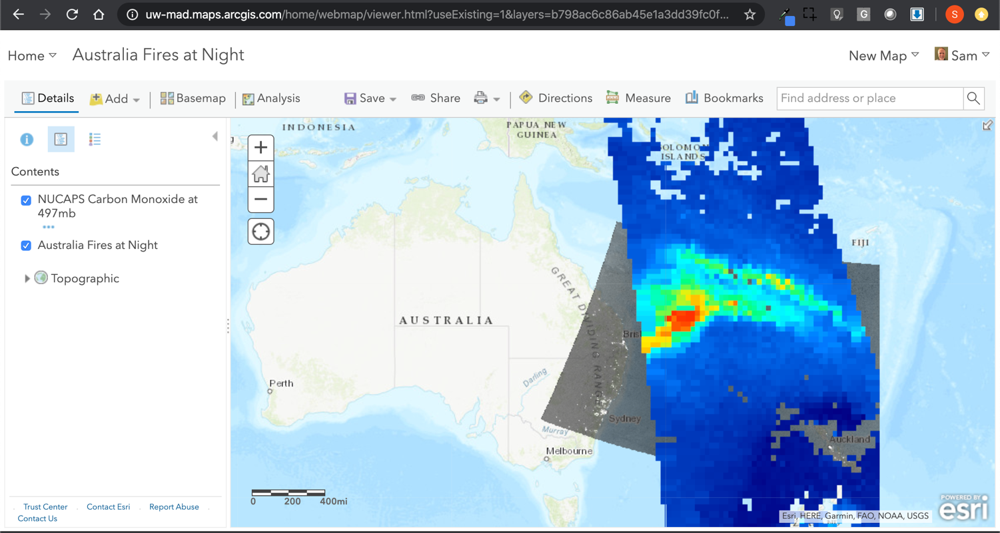 uw-mad.maps.arcgis.com/home/webmap/viewer.html?useExisting=1&layers=b798ac6c86ab45e1a3dd39fc0f...
G
S
Home
Australia Fires at Night
New Map
Sam
Details
Add
Basemap
Analysis
Save
Share
Directions
Measure
Bookmarks
Find address or place
Contents
NUCAPS Carbon Monoxide at
497mb
Australia Fires at Night
Topographic
INDONESIA
PAPUA NEW
GUINEA
SOLOMON
ISLANDS
FIJI
GREAT DIVIDING RANGE
AUSTRALIA
Brist
Perth
Darling
Sydney
Murray
Melbourne
Auckland
0 200 400mi
Trust Center
Contact Esri
Report Abuse
Contact Us
Esri, HERE, Garmin, FAO, NOAA, USGS
POWERED BY
esri